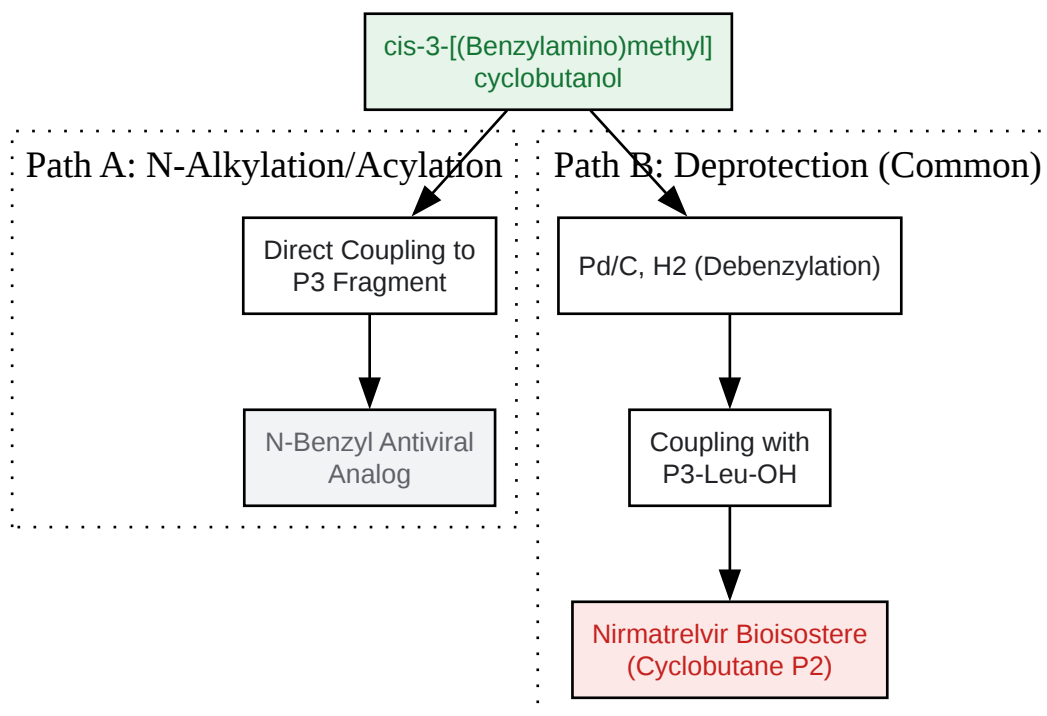 cis-3-[(Benzylamino)methyl]
cyclobutanol
Path A: N-Alkylation/Acylation
Direct Coupling to
P3 Fragment
N-Benzyl Antiviral
Analog
Path B: Deprotection (Common)
Pd/C, H2 (Debenzylation)
Coupling with
P3-Leu-OH
Nirmatrelvir Bioisostere
(Cyclobutane P2)